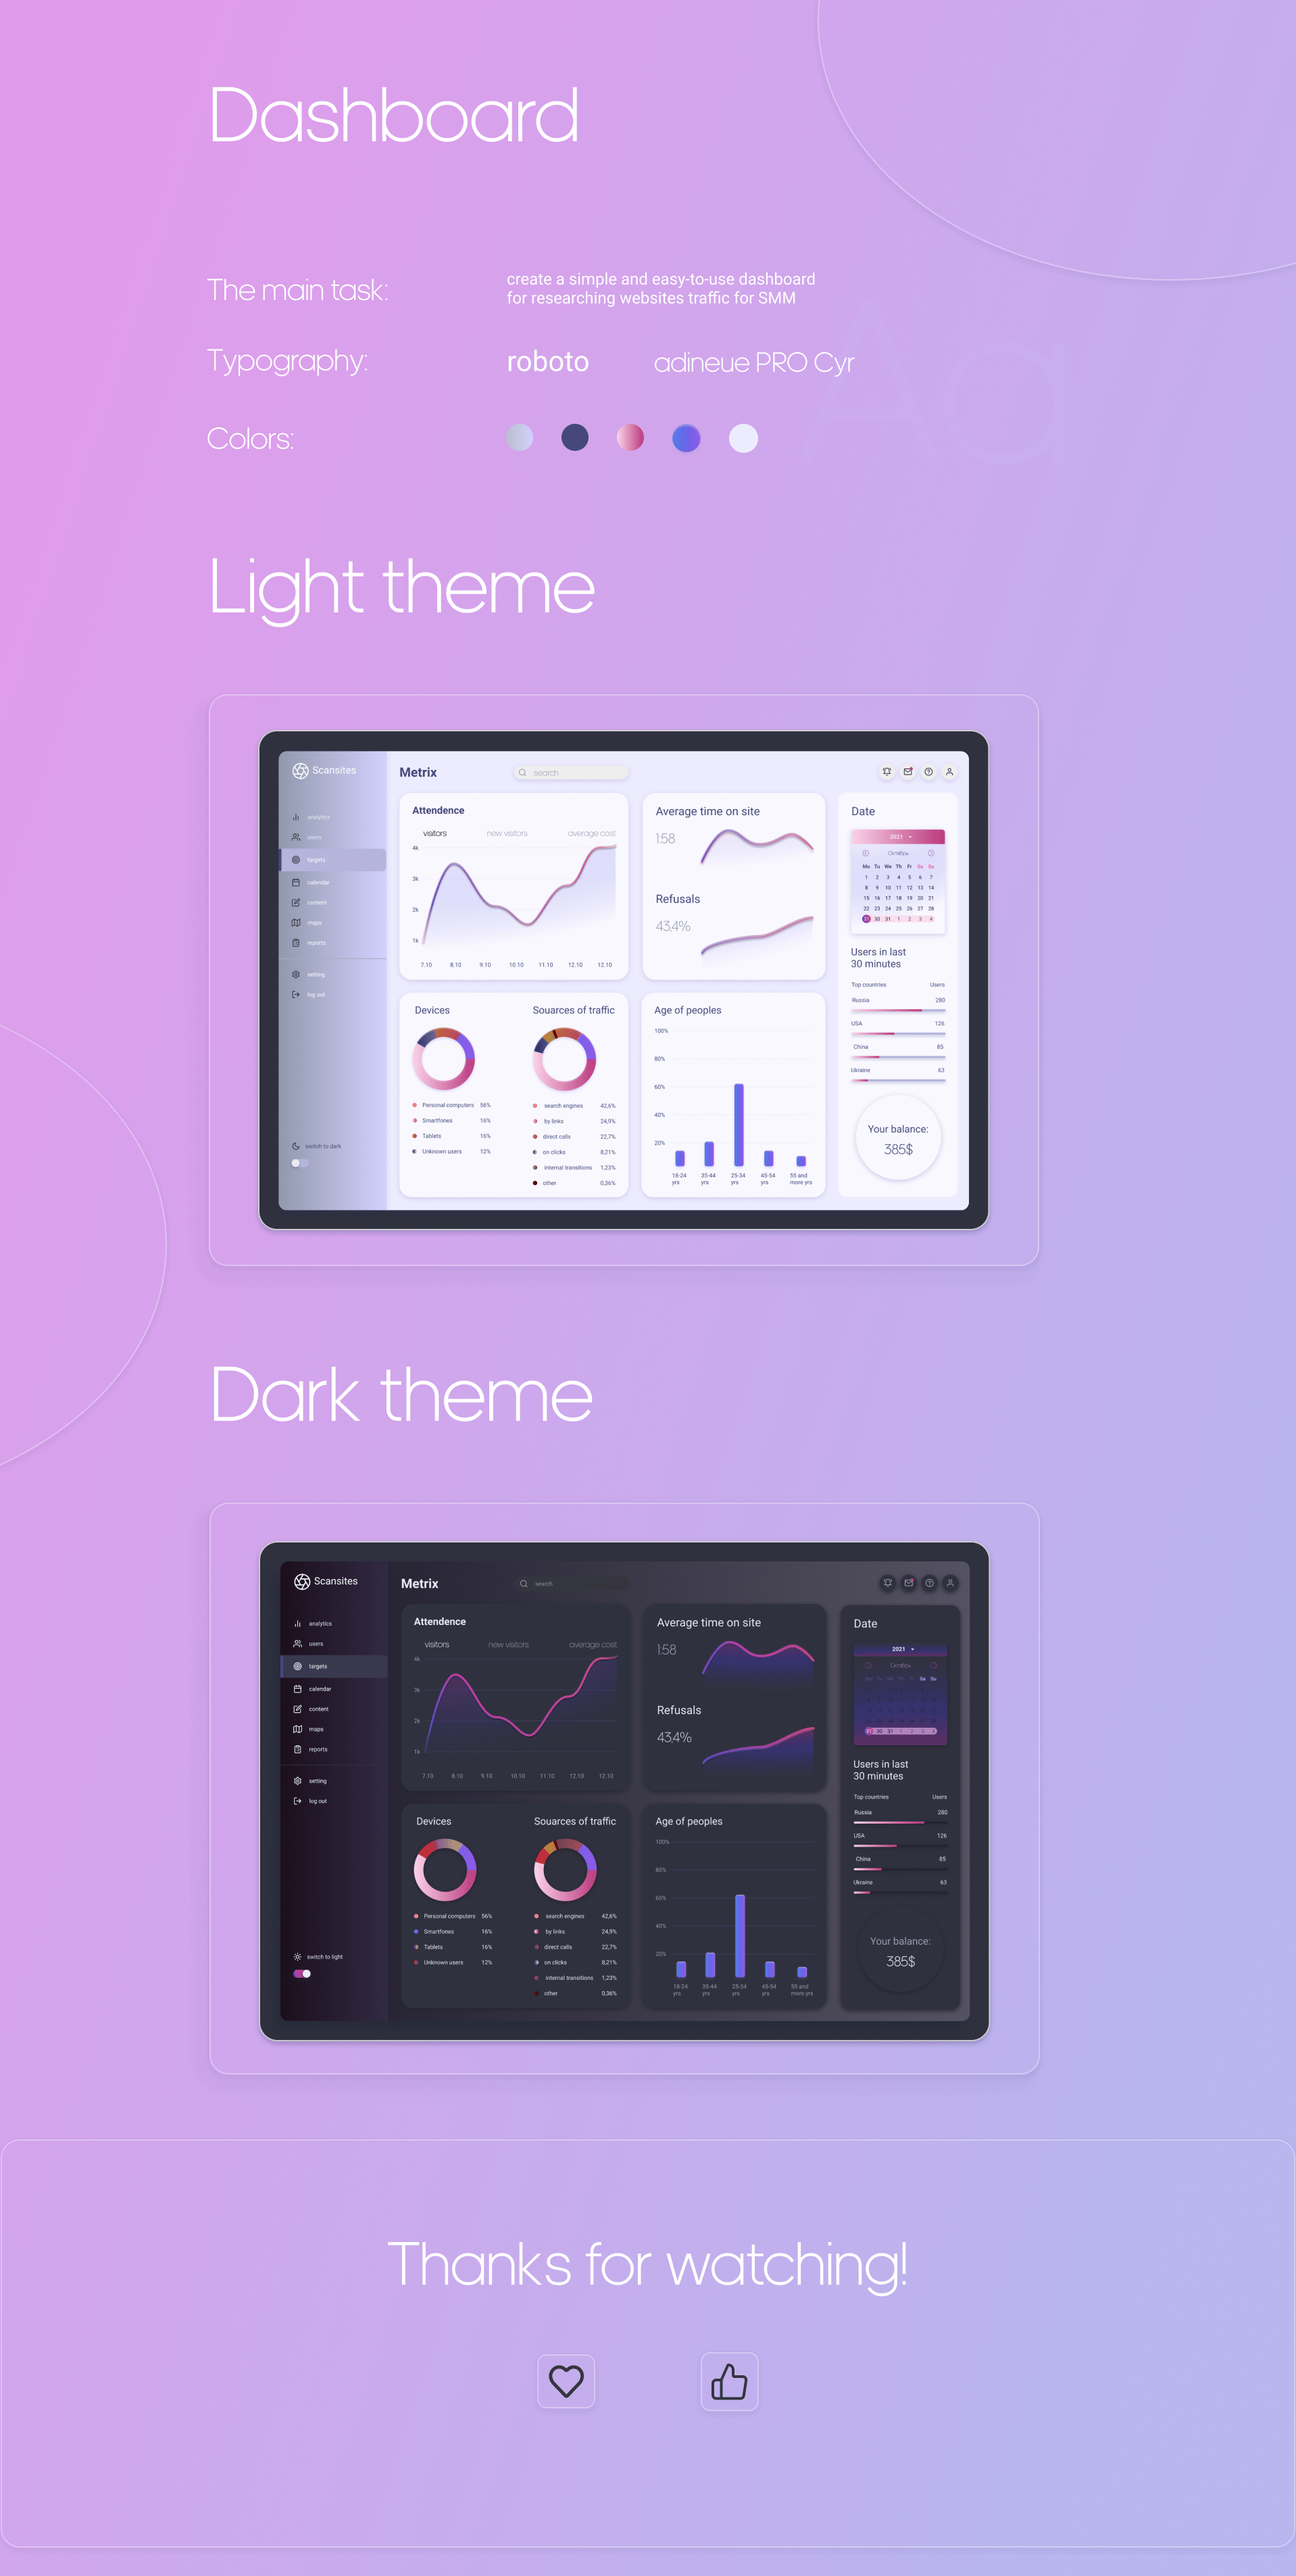 Dashboard
The main task:
create a simple and easy-to-use dashboard
for researching websites traffic for SMM
Typography:
roboto
adineue PRO Cyr
Aa
Colors:
Light theme
Scansites
analytics
users
targets
calendar
content
maps
reports
setting
log out
switch to dark
Metrix
search
Attendence
visitors
new visitors
average cost
4k
3k
2k
1k
7.10 8.10 9.10 10.10 11.10 12.10 12.10
Average time on site
1:58
Refusals
43,4%
Devices
Personal computers 56%
Smartfones 16%
Tablets 16%
Unknown users 12%
Souarces of traffic
search engines 42,6%
by links 24,9%
direct calls 22,7%
on clicks 8,21%
internal transitions 1,23%
other 0,36%
Age of peoples
100%
80%
60%
40%
20%
18-24 35-44 25-34 45-54 55 and
yrs yrs yrs yrs more yrs
Date
2021
Октябрь
Mo Tu We Th Fr Sa Su
1 2 3 4 5 6 7
8 9 10 11 12 13 14
15 16 17 18 19 20 21
22 23 24 25 26 27 28
30 31 1 2 3 4
Users in last
30 minutes
Top countries Users
Russia 280
USA 126
China 85
Ukraine 63
Your balance:
385$
Dark theme
Scansites
analytics
users
targets
calendar
content
maps
reports
setting
log out
switch to light
Metrix
search
Attendence
visitors
new visitors
average cost
4k
3k
2k
1k
7.10 8.10 9.10 10.10 11.10 12.10 12.10
Average time on site
1:58
Refusals
43,4%
Devices
Personal computers 56%
Smartfones 16%
Tablets 16%
Unknown users 12%
Souarces of traffic
search engines 42,6%
by links 24,9%
direct calls 22,7%
on clicks 8,21%
internal transitions 1,23%
other 0,36%
Age of peoples
100%
80%
60%
40%
20%
18-24 35-44 25-34 45-54 55 and
yrs yrs yrs yrs more yrs
Date
2021
Октябрь
Sa Su
30 31 1 2 3 4
Users in last
30 minutes
Top countries Users
Russia 280
USA 126
China 85
Ukraine 63
Your balance:
385$
Thanks for watching!